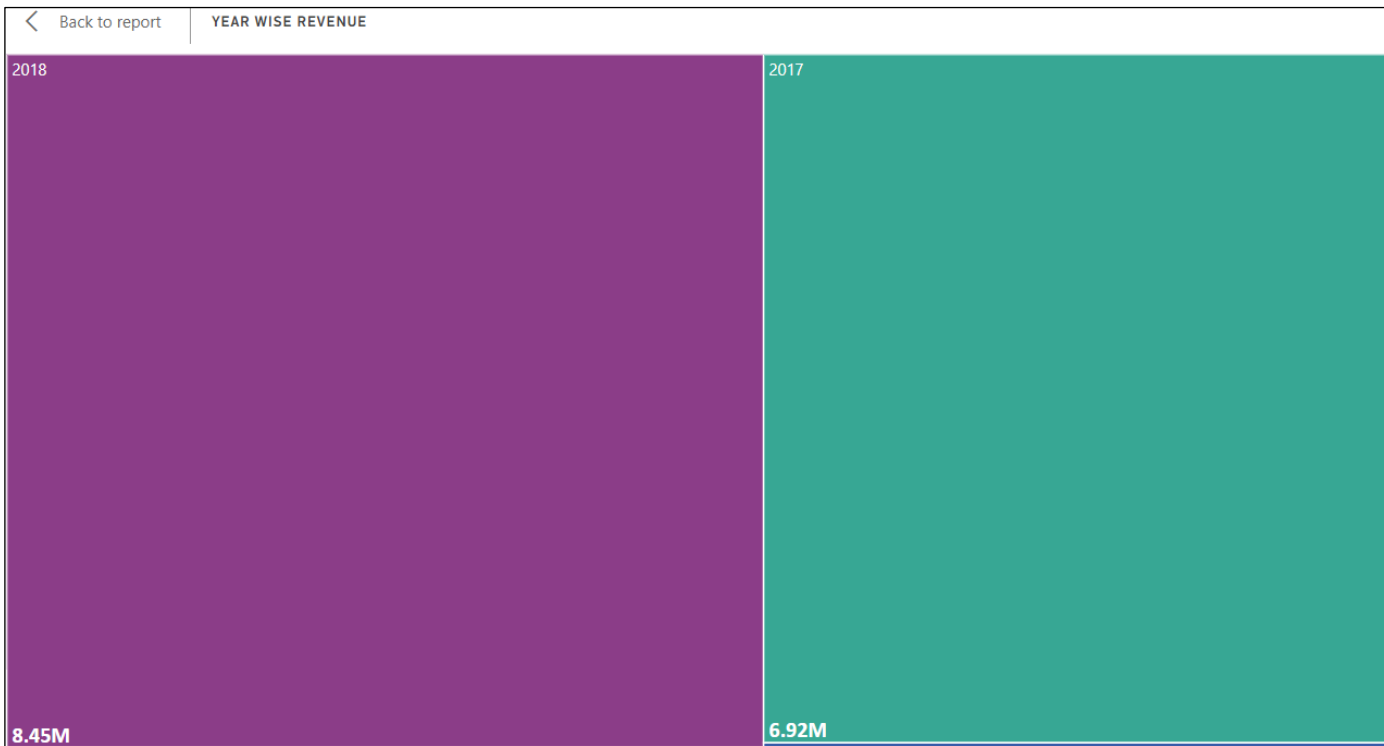 Back to report
YEAR WISE REVENUE
2018
2017
8.45M
6.92M